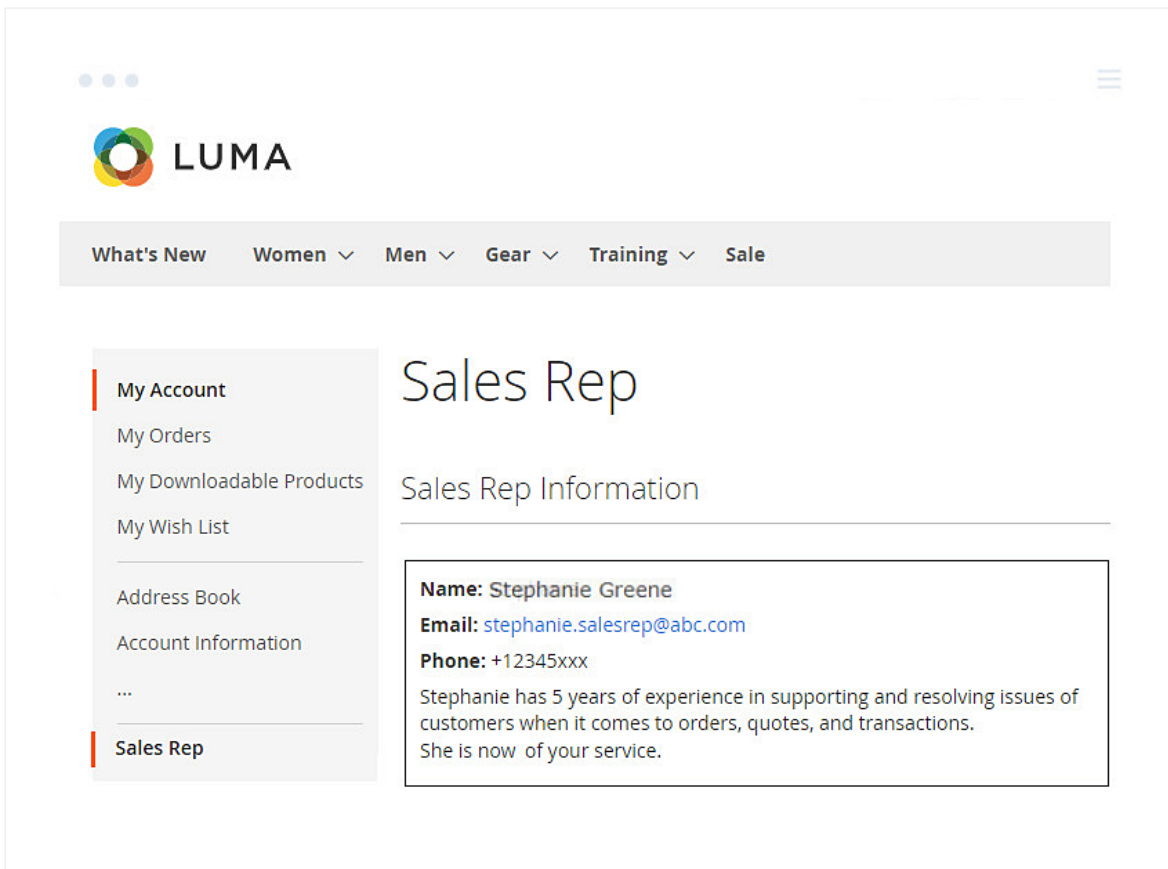 LUMA
What's New Women Men Gear Training Sale
My Account
My Orders
My Downloadable Products
My Wish List
Address Book
Account Information
...
Sales Rep
Sales Rep
Sales Rep Information
Name: Stephanie Greene
Email: stephanie.salesrep@abc.com
Phone: +12345xxx
Stephanie has 5 years of experience in supporting and resolving issues of
customers when it comes to orders, quotes, and transactions.
She is now of your service.